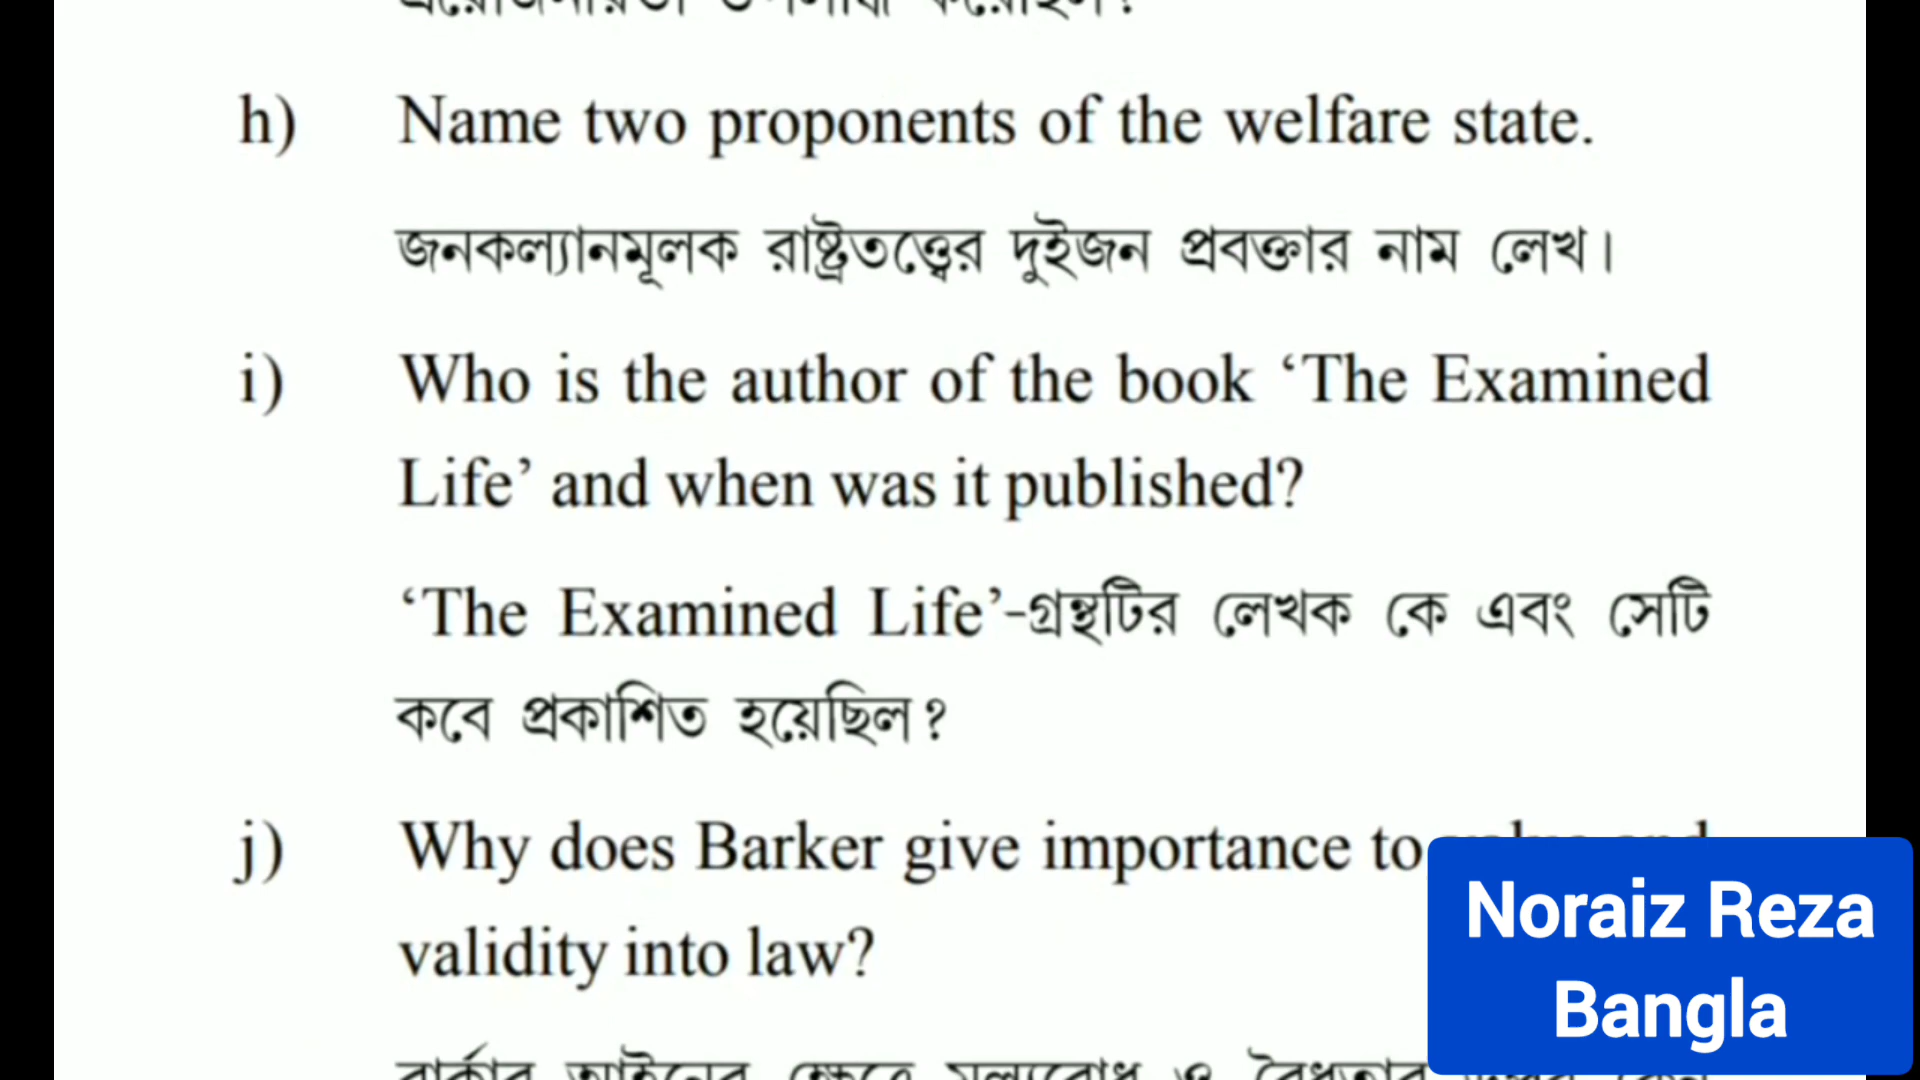 h) Name two proponents of the welfare state.
জনকল্যানমূলক রাষ্ট্রতত্ত্বের দুইজন প্রবক্তার নাম লেখ।
i) Who is the author of the book ‘The Examined
Life’ and when was it published?
‘The Examined Life’-গ্রন্থটির লেখক কে এবং সেটি
কবে প্রকাশিত হয়েছিল?
j) Why does Barker give importance to
validity into law?
Noraiz Reza
Bangla